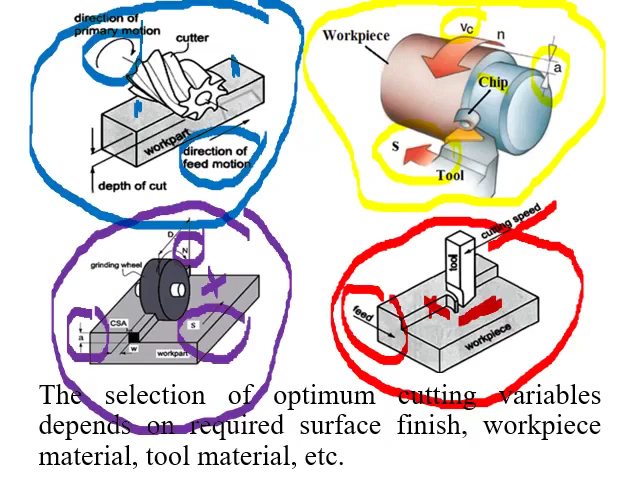 direction of
primary motion
cutter
workpart
direction of
feed motion
depth of cut
Workpiece
vc
n
a
Chip
s
Tool
D
N
grinding wheel
CSA
a
w
s
workpart
cutting speed
tool
feed
workpiece
The selection of optimum cutting variables
depends on required surface finish, workpiece
material, tool material, etc.